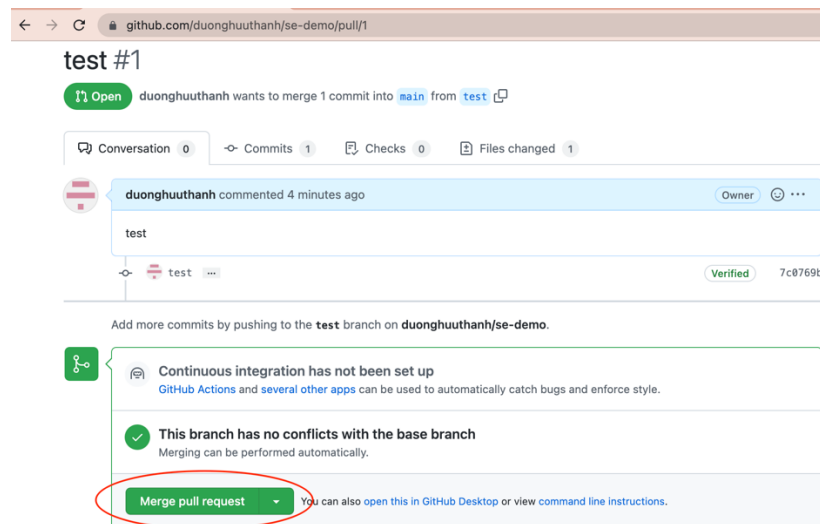 github.com/duonghuuthanh/se-demo/pull/1
test #1
Open duonghuuthanh wants to merge 1 commit into main from test
Conversation 0 Commits 1 Checks 0 Files changed 1
duonghuuthanh commented 4 minutes ago Owner
test
test Verified 7c0769b
Add more commits by pushing to the test branch on duonghuuthanh/se-demo.
Continuous integration has not been set up
GitHub Actions and several other apps can be used to automatically catch bugs and enforce style.
This branch has no conflicts with the base branch
Merging can be performed automatically.
Merge pull request You can also open this in GitHub Desktop or view command line instructions.